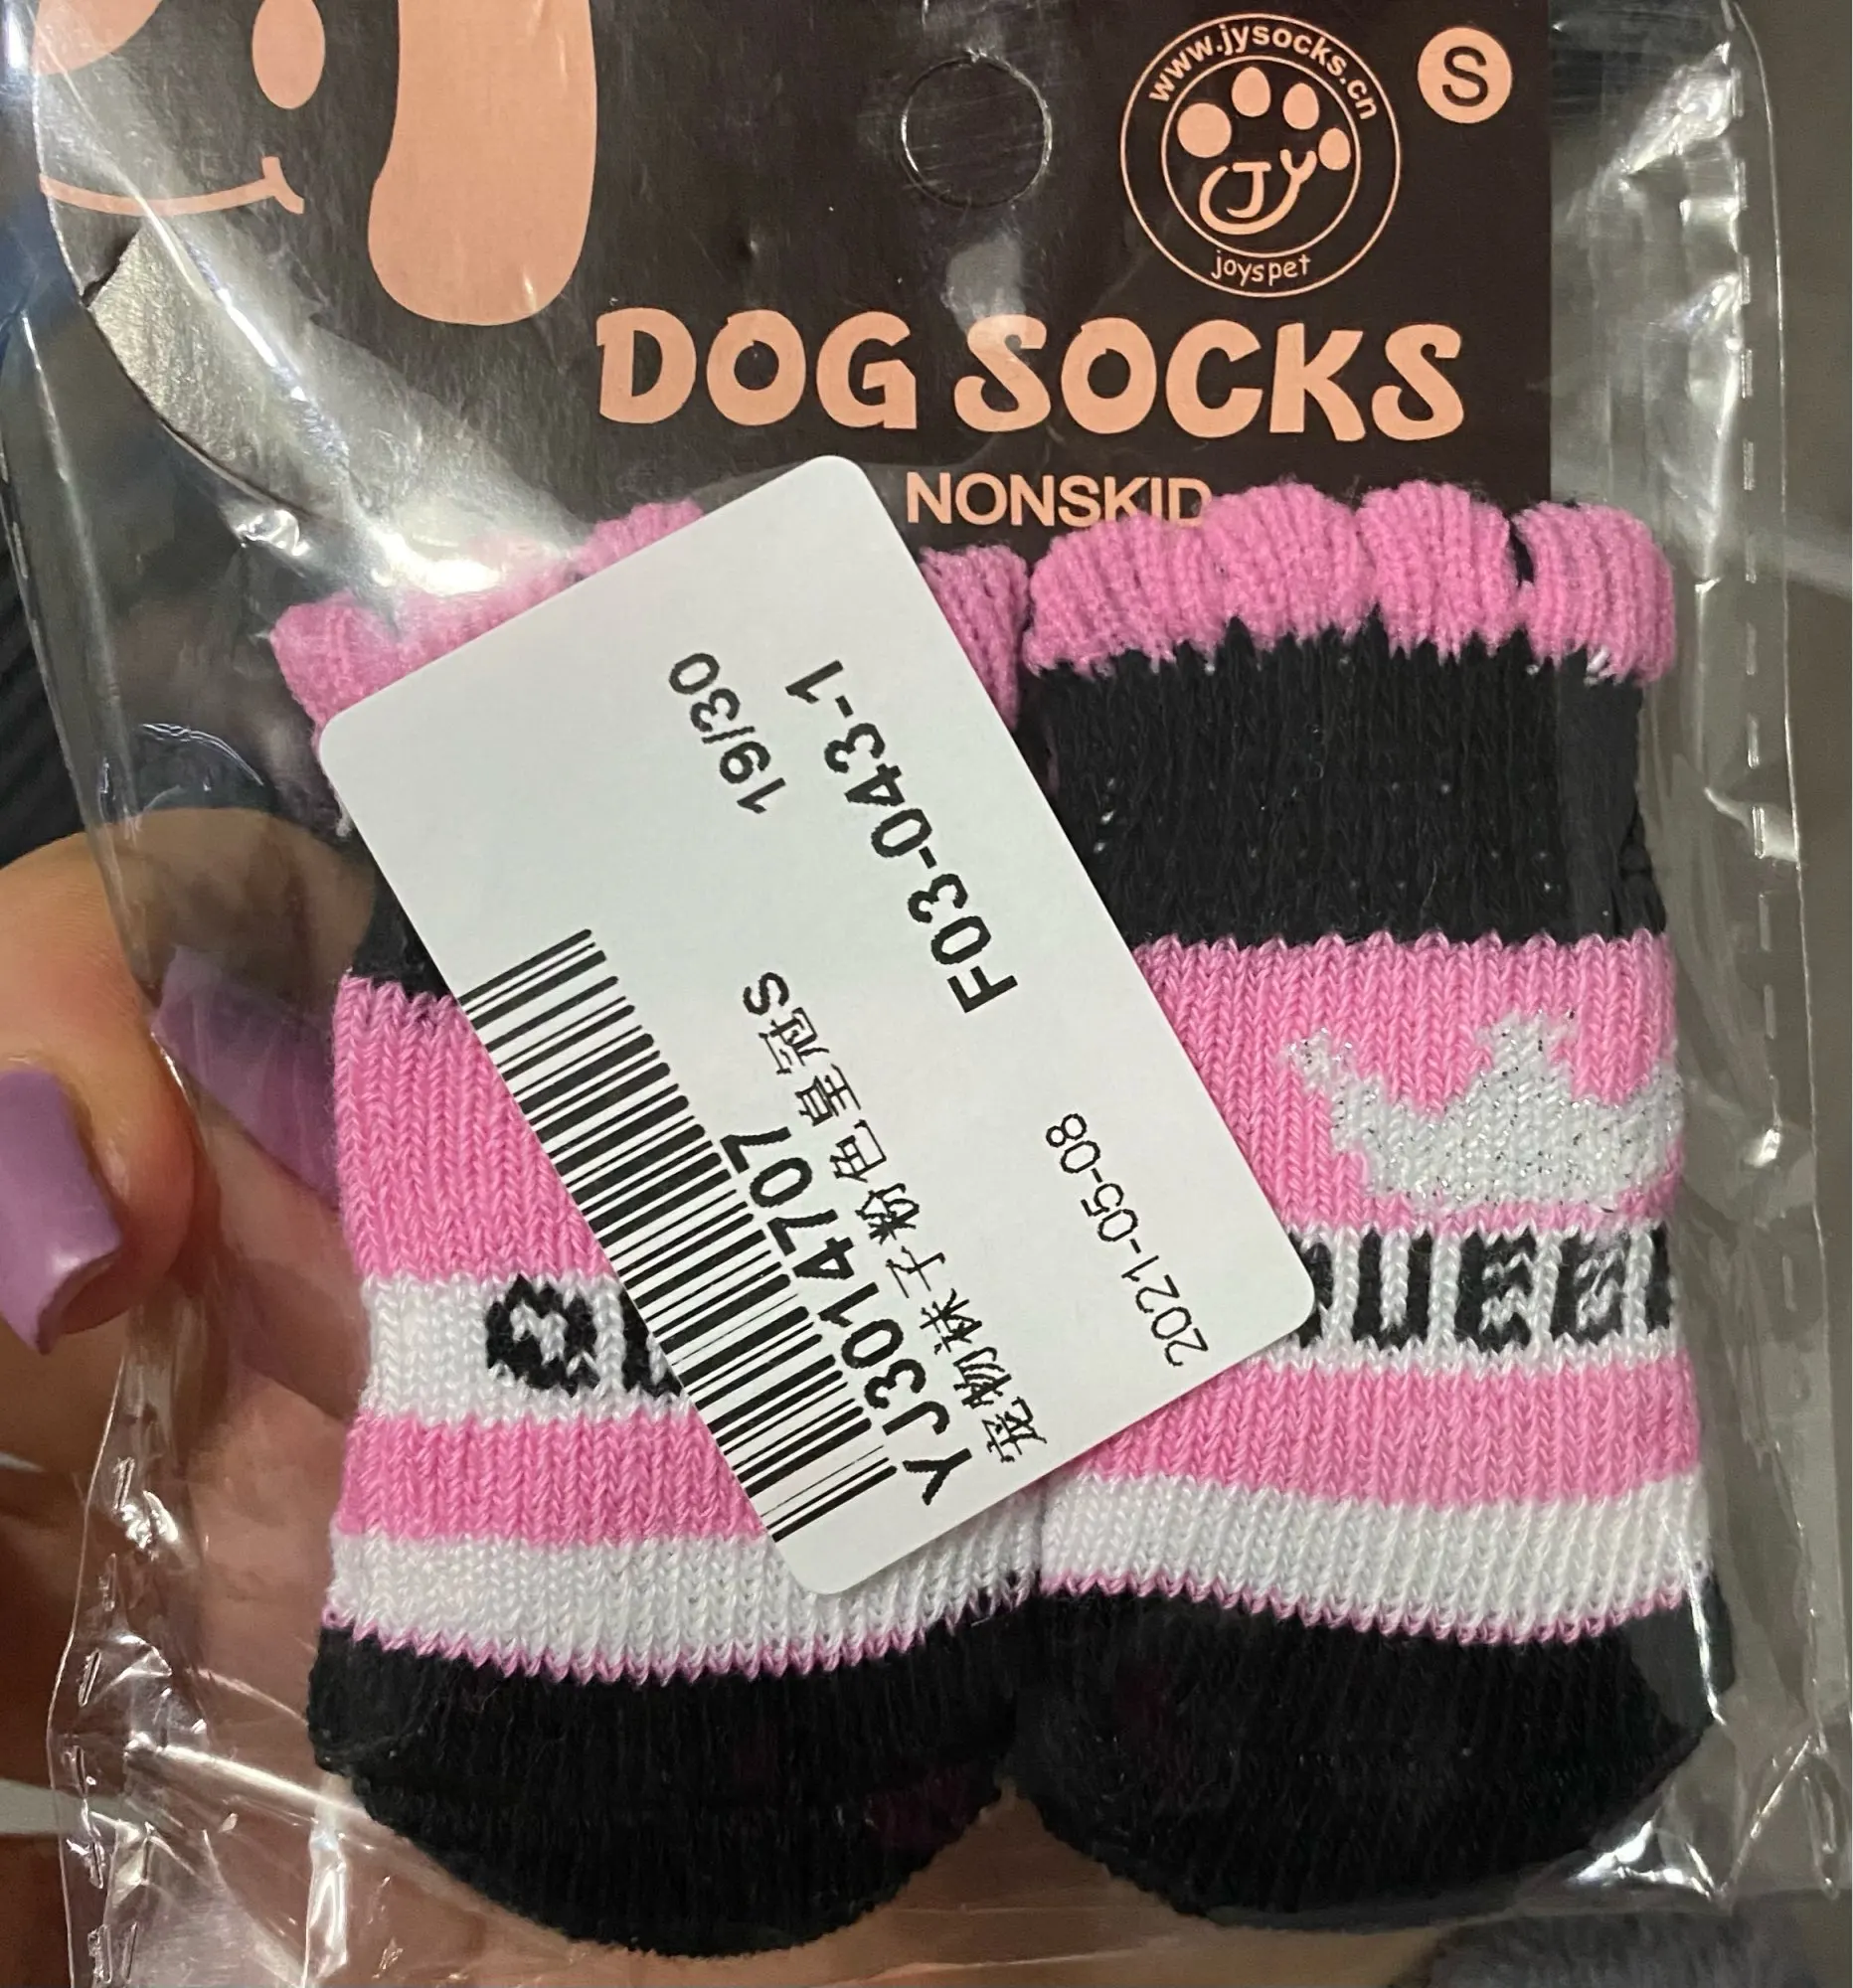 www.jysocks.cn
JY
joyspet
S
DOG SOCKS
NONSKID
YJ3014707
宠物袜子粉色皇冠S
19/30
F03-043-1
2021-05-08